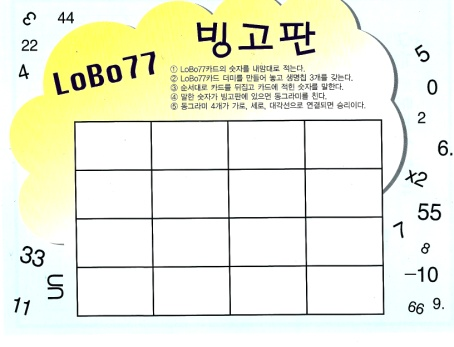 3 44
22
4
LoBo77 빙고판
① LoBo77카드의 숫자를 내맘대로 적는다.
② LoBo77카드 더미를 만들어 놓고 생명칩 3개를 갖는다.
③ 순서대로 카드를 뒤집고 카드에 적힌 숫자를 말한다.
④ 말한 숫자가 빙고판에 있으면 동그라미를 친다.
⑤ 동그라미 4개가 가로, 세로, 대각선으로 연결되면 승리이다.
5
0
2
6.
x2
55
7
8
-10
66 9.
33
55
11